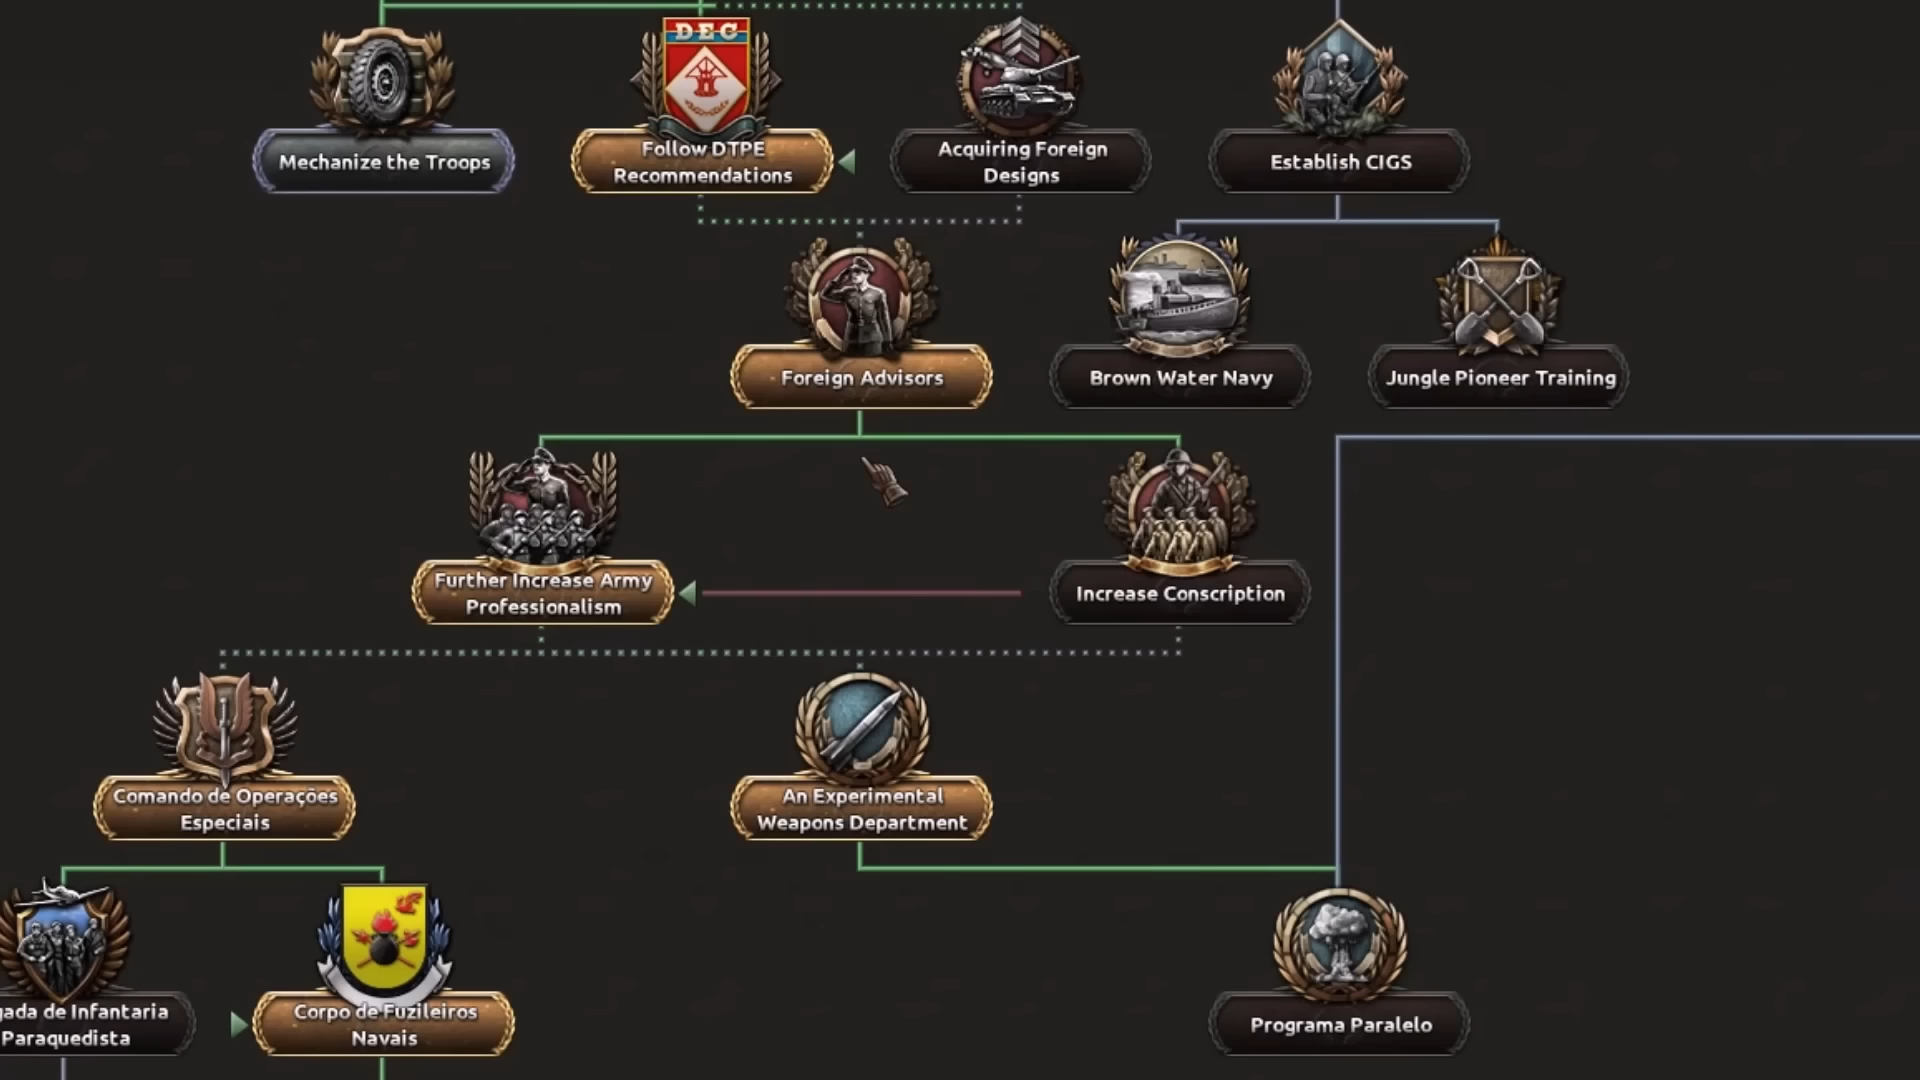 DEC
Mechanize the Troops
Follow DTPE
Recommendations
Acquiring Foreign
Designs
Establish CIGS
Foreign Advisors
Brown Water Navy
Jungle Pioneer Training
Further Increase Army
Professionalism
Increase Conscription
Comando de Operações
Especiais
An Experimental
Weapons Department
gada de Infantaria
Paraquedista
Corpo de Fuzileiros
Navais
Programa Paralelo